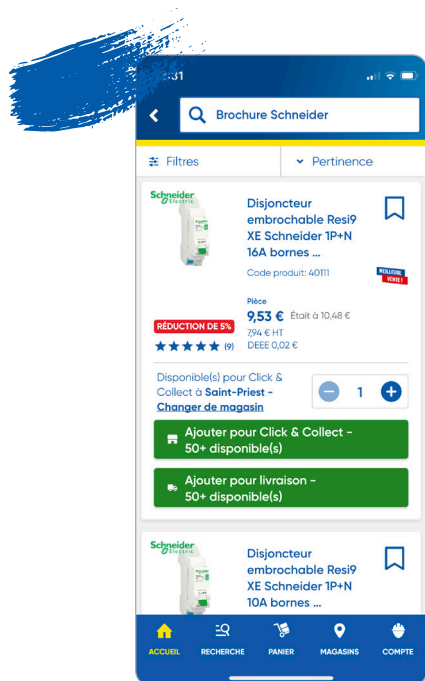 31
Brochure Schneider
Filtres
Pertinence
Schneider
Electric
Disjoncteur
embrochable Resi9
XE Schneider 1P+N
16A bornes ...
Code produit: 40111
MEILLEURE
VENTE !
Pièce
9,53 € Était à 10,48 €
RÉDUCTION DE 5%
7,94 € HT
(9)
DEEE 0,02 €
Disponible(s) pour Click &
Collect à Saint-Priest -
Changer de magasin
1
Ajouter pour Click & Collect -
50+ disponible(s)
Ajouter pour livraison -
50+ disponible(s)
Schneider
Electric
Disjoncteur
embrochable Resi9
XE Schneider 1P+N
10A bornes ...
ACCUEIL
RECHERCHE
PANIER
MAGASINS
COMPTE